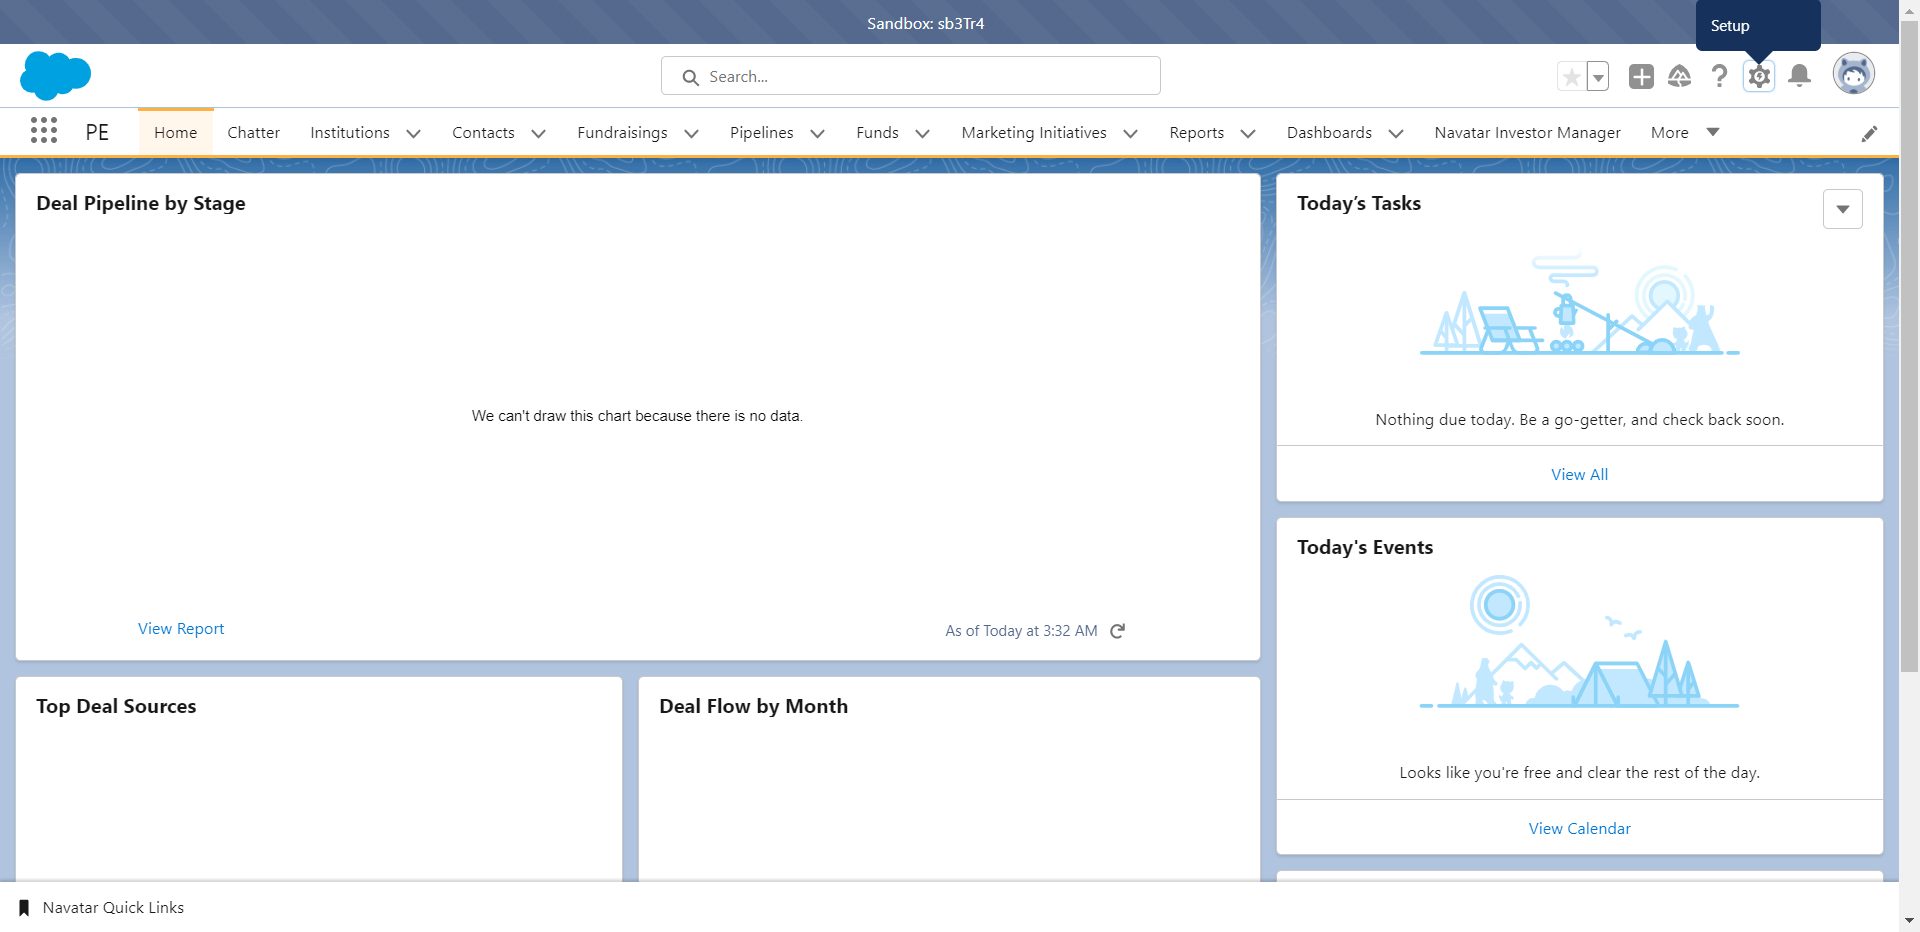 Sandbox: sb3Tr4
Setup
Search...
PE
Home
Chatter
Institutions
Contacts
Fundraisings
Pipelines
Funds
Marketing Initiatives
Reports
Dashboards
Navatar Investor Manager
More
Deal Pipeline by Stage
We can't draw this chart because there is no data.
View Report
As of Today at 3:32 AM
Today’s Tasks
Nothing due today. Be a go-getter, and check back soon.
View All
Today's Events
Looks like you're free and clear the rest of the day.
View Calendar
Top Deal Sources
Deal Flow by Month
Navatar Quick Links